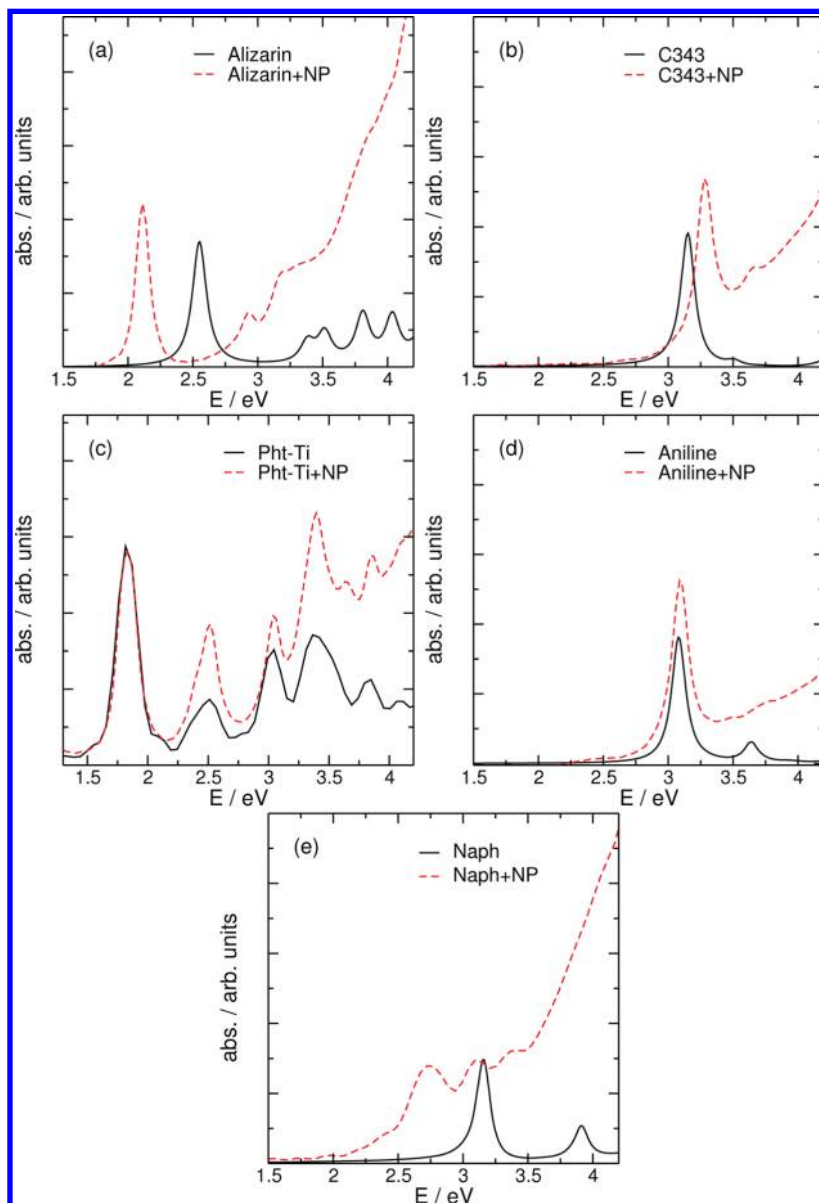 (a)
Alizarin
Alizarin+NP
abs. / arb. units
1.5 2 2.5 3 3.5 4
E / eV
(b)
C343
C343+NP
abs. / arb. units
1.5 2 2.5 3 3.5 4
E / eV
(c)
Pht-Ti
Pht-Ti+NP
abs. / arb. units
1.5 2 2.5 3 3.5 4
E / eV
(d)
Aniline
Aniline+NP
abs. / arb. units
1.5 2 2.5 3 3.5 4
E / eV
(e)
Naph
Naph+NP
abs. / arb. units
1.5 2 2.5 3 3.5 4
E / eV